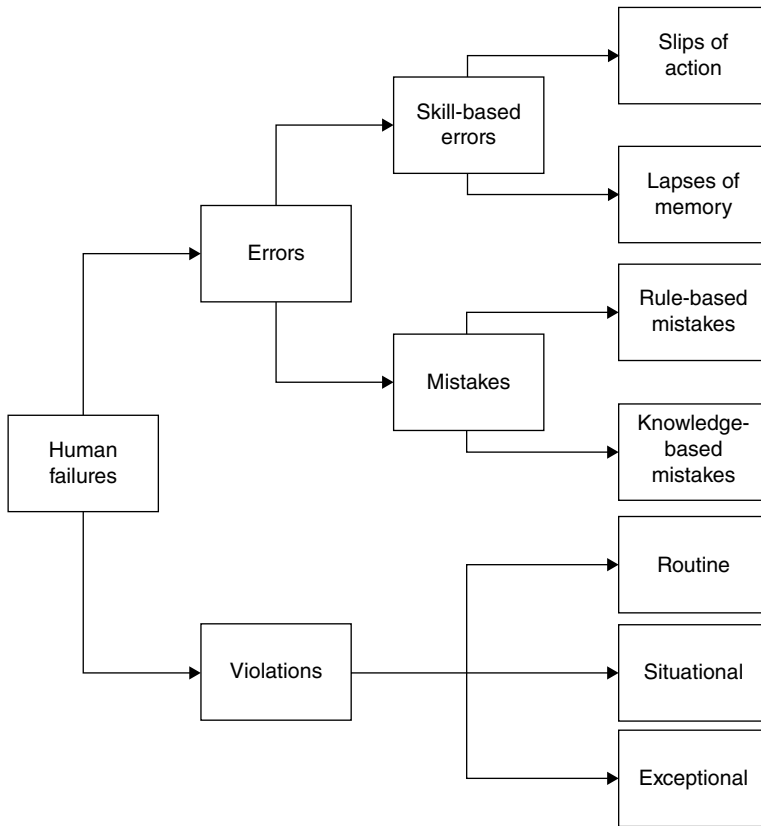 Slips of
action
Skill-based
errors
Lapses of
memory
Errors
Rule-based
mistakes
Mistakes
Human
failures
Knowledge-
based
mistakes
Routine
Violations
Situational
Exceptional